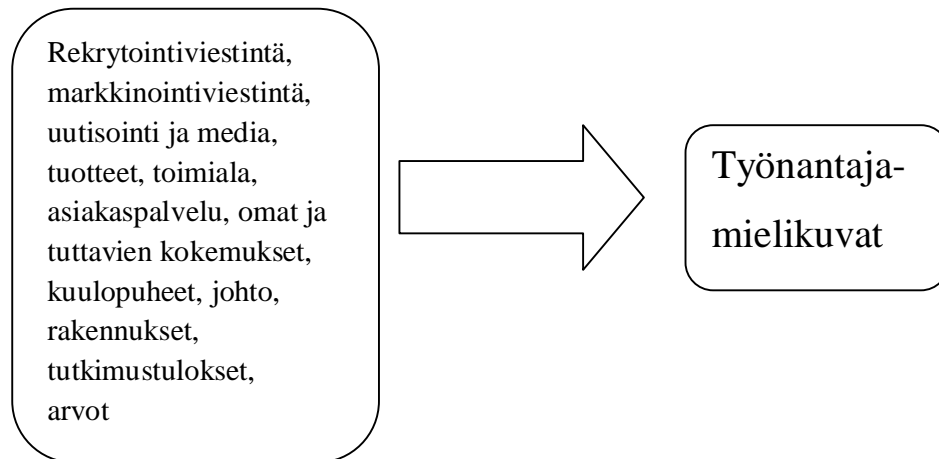 Rekrytointiviestintä,
markkinointiviestintä,
uutisointi ja media,
tuotteet, toimiala,
asiakaspalvelu, omat ja
tuttavien kokemukset,
kuulopuheet, johto,
rakennukset,
tutkimustulokset,
arvot
Työnantaja-
mielikuvat